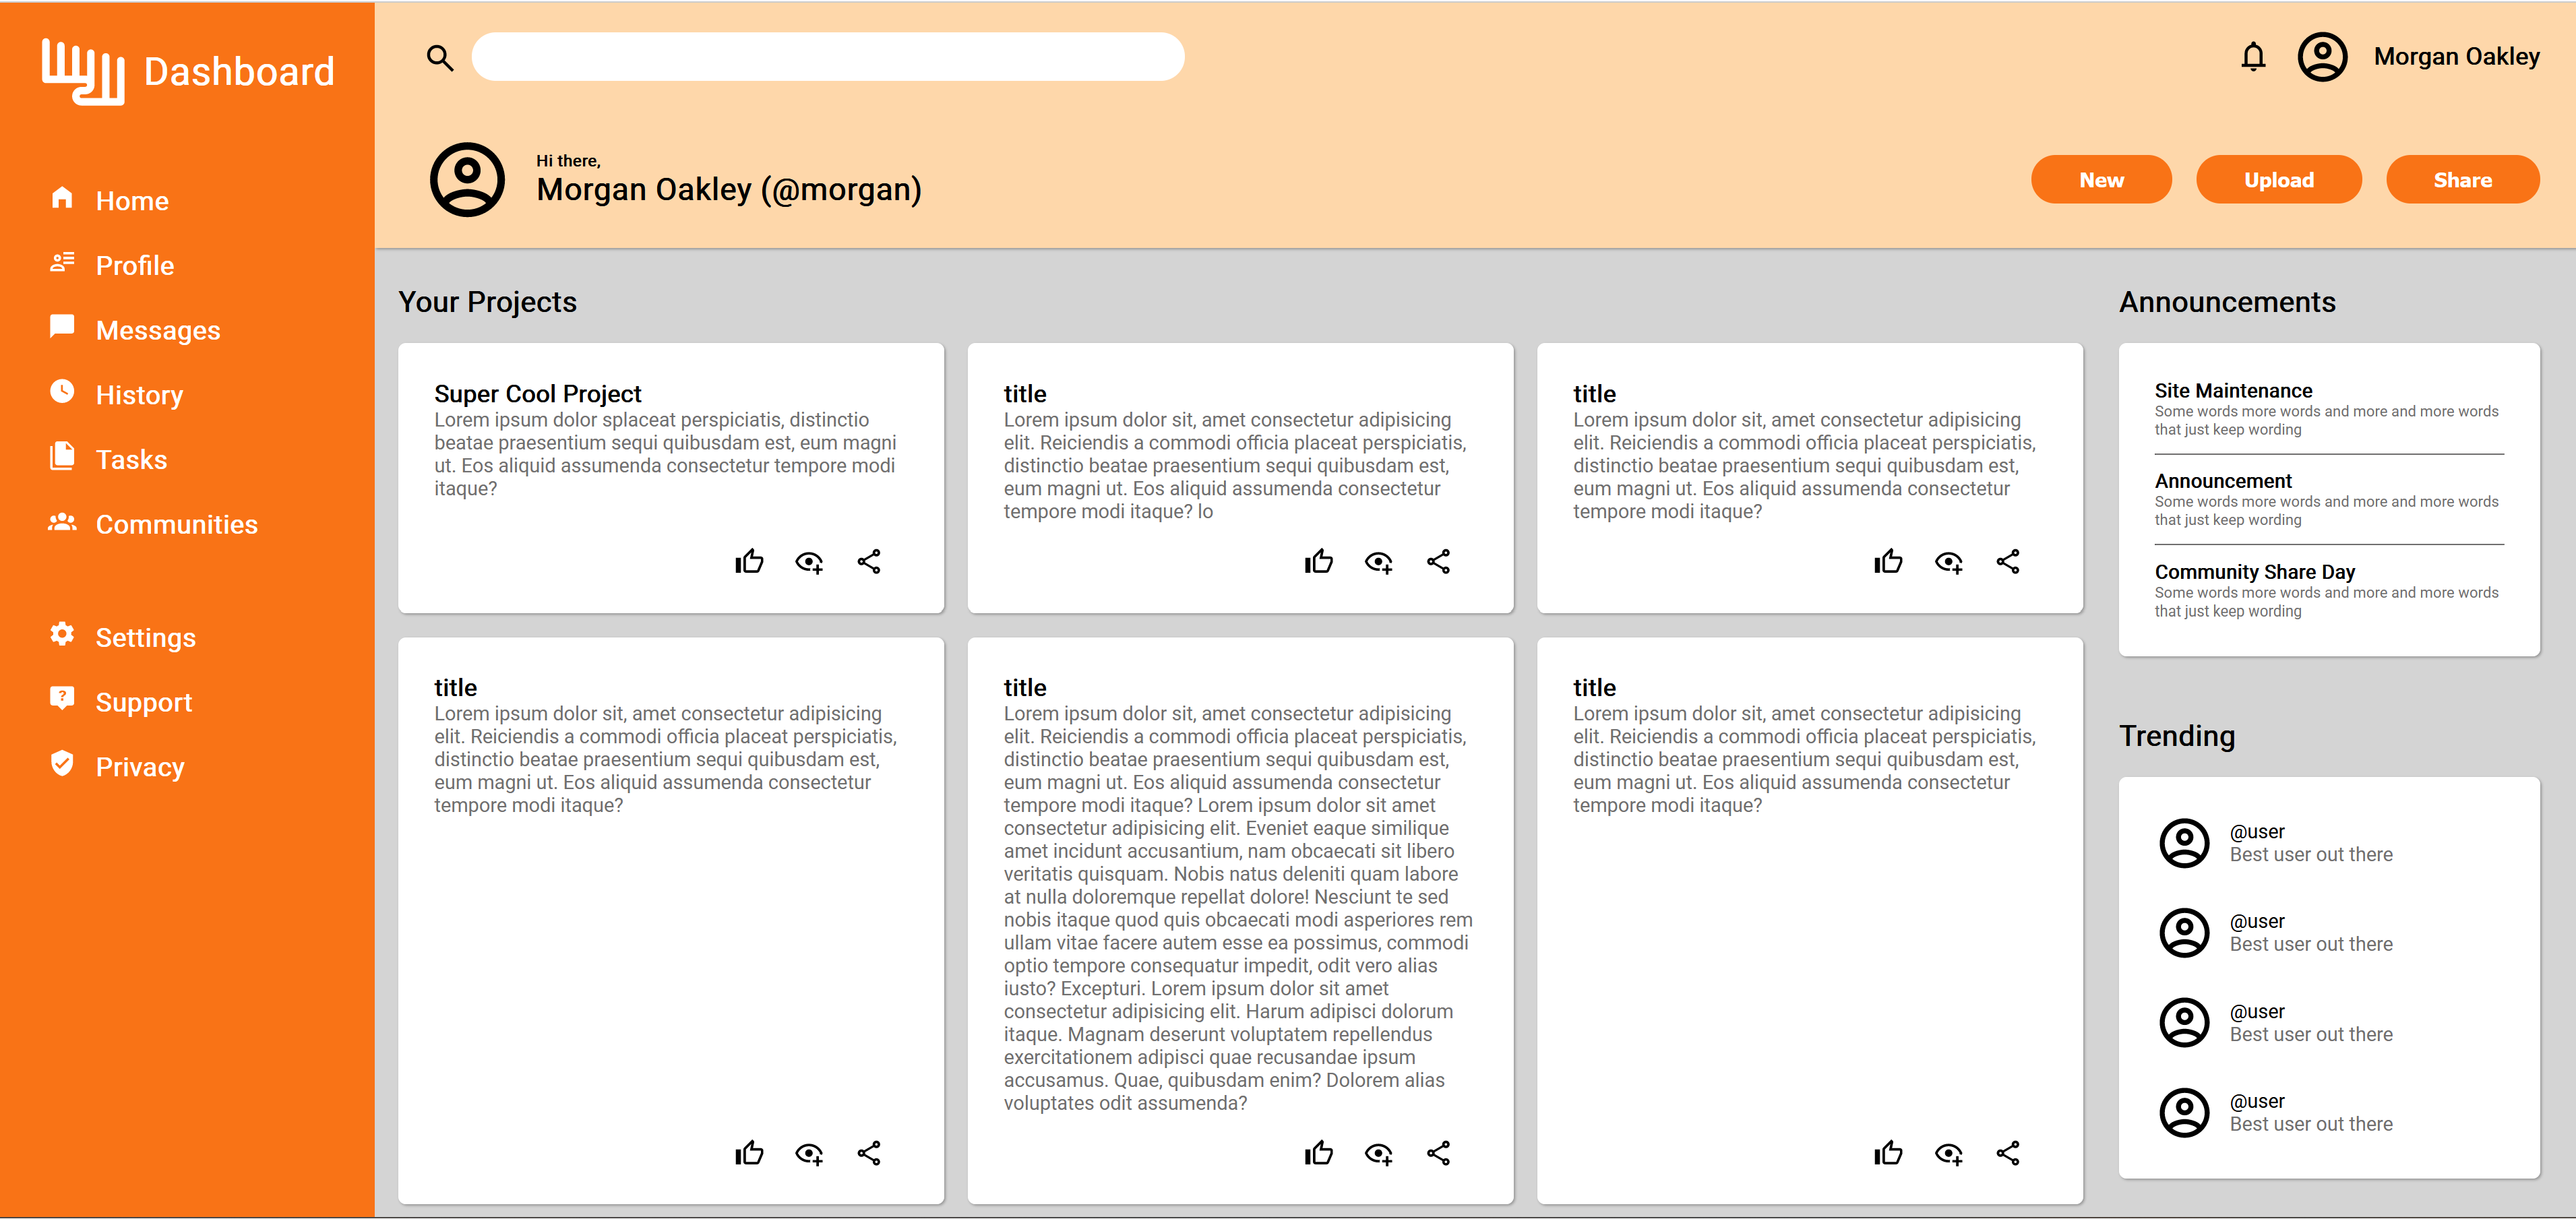 Dashboard
Home
Profile
Messages
History
Tasks
Communities
Settings
Support
Privacy
Morgan Oakley
Hi there,
Morgan Oakley (@morgan)
New
Upload
Share
Your Projects
Super Cool Project
Lorem ipsum dolor splaceat perspiciatis, distinctio
beatae praesentium sequi quibusdam est, eum magni
ut. Eos aliquid assumenda consectetur tempore modi
itaque?
title
Lorem ipsum dolor sit, amet consectetur adipisicing
elit. Reiciendis a commodi officia placeat perspiciatis,
distinctio beatae praesentium sequi quibusdam est,
eum magni ut. Eos aliquid assumenda consectetur
tempore modi itaque? lo
title
Lorem ipsum dolor sit, amet consectetur adipisicing
elit. Reiciendis a commodi officia placeat perspiciatis,
distinctio beatae praesentium sequi quibusdam est,
eum magni ut. Eos aliquid assumenda consectetur
tempore modi itaque?
title
Lorem ipsum dolor sit, amet consectetur adipisicing
elit. Reiciendis a commodi officia placeat perspiciatis,
distinctio beatae praesentium sequi quibusdam est,
eum magni ut. Eos aliquid assumenda consectetur
tempore modi itaque?
title
Lorem ipsum dolor sit, amet consectetur adipisicing
elit. Reiciendis a commodi officia placeat perspiciatis,
distinctio beatae praesentium sequi quibusdam est,
eum magni ut. Eos aliquid assumenda consectetur
tempore modi itaque? Lorem ipsum dolor sit amet
consectetur adipisicing elit. Eveniet eaque similique
amet incidunt accusantium, nam obcaecati sit libero
veritatis quisquam. Nobis natus deleniti quam labore
at nulla doloremque repellat dolore! Nesciunt te sed
nobis itaque quod quis obcaecati modi asperiores rem
ullam vitae facere autem esse ea possimus, commodi
optio tempore consequatur impedit, odit vero alias
iusto? Excepturi. Lorem ipsum dolor sit amet
consectetur adipisicing elit. Harum adipisci dolorum
itaque. Magnam deserunt voluptatem repellendus
exercitationem adipisci quae recusandae ipsum
accusamus. Quae, quibusdam enim? Dolorem alias
voluptates odit assumenda?
title
Lorem ipsum dolor sit, amet consectetur adipisicing
elit. Reiciendis a commodi officia placeat perspiciatis,
distinctio beatae praesentium sequi quibusdam est,
eum magni ut. Eos aliquid assumenda consectetur
tempore modi itaque?
Announcements
Site Maintenance
Some words more words and more and more words
that just keep wording
Announcement
Some words more words and more and more words
that just keep wording
Community Share Day
Some words more words and more and more words
that just keep wording
Trending
@user
Best user out there
@user
Best user out there
@user
Best user out there
@user
Best user out there